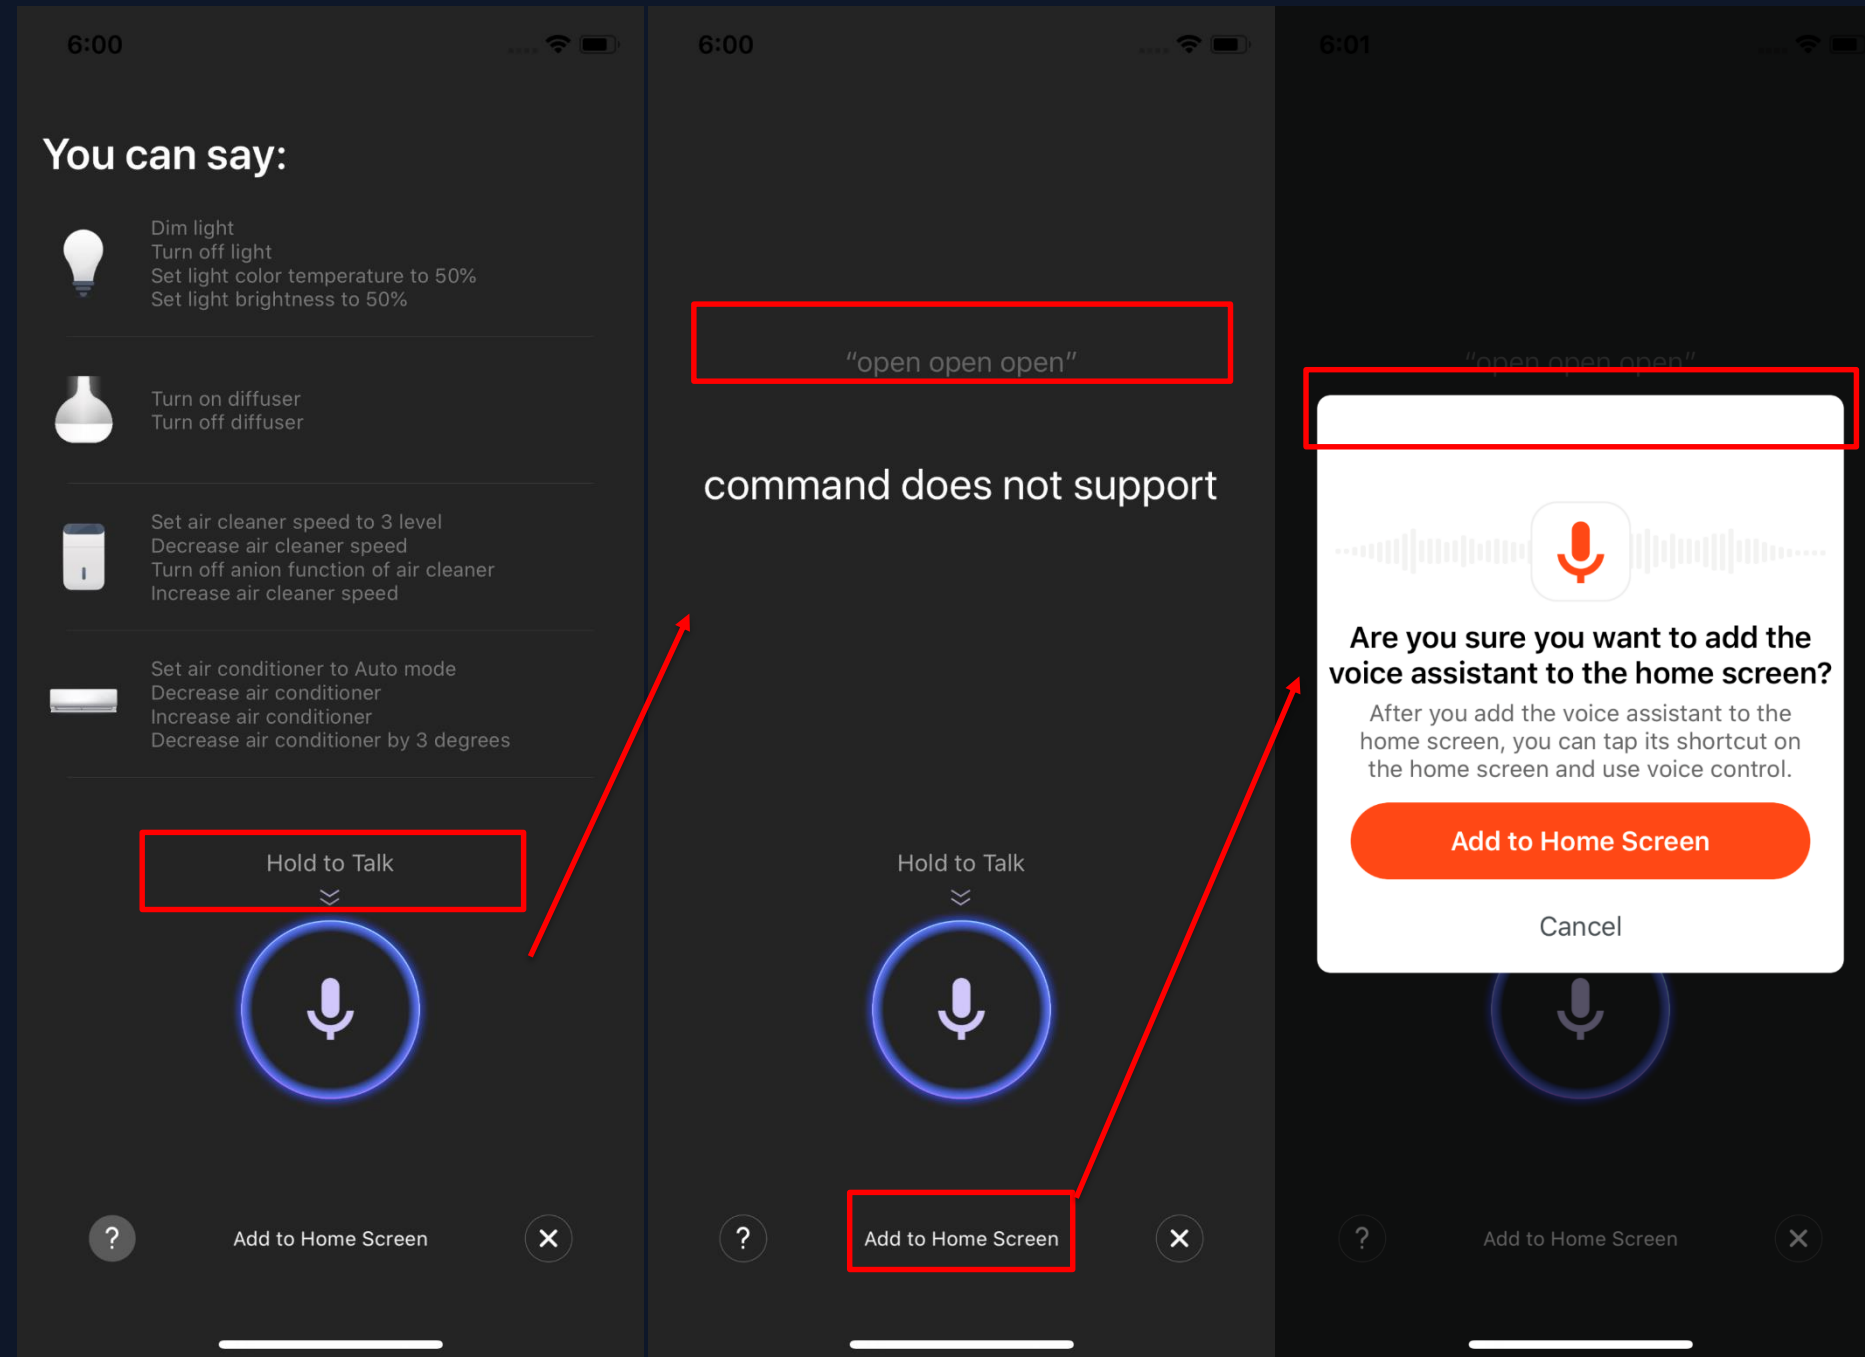 6:00
You can say:
Dim light
Turn off light
Set light color temperature to 50%
Set light brightness to 50%
Turn on diffuser
Turn off diffuser
Set air cleaner speed to 3 level
Decrease air cleaner speed
Turn off anion function of air cleaner
Increase air cleaner speed
Set air conditioner to Auto mode
Decrease air conditioner
Increase air conditioner
Decrease air conditioner by 3 degrees
Hold to Talk
?
Add to Home Screen
6:00
“open open open”
command does not support
Hold to Talk
?
Add to Home Screen
6:01
“open open open”
Are you sure you want to add the
voice assistant to the home screen?
After you add the voice assistant to the
home screen, you can tap its shortcut on
the home screen and use voice control.
Add to Home Screen
Cancel
?
Add to Home Screen